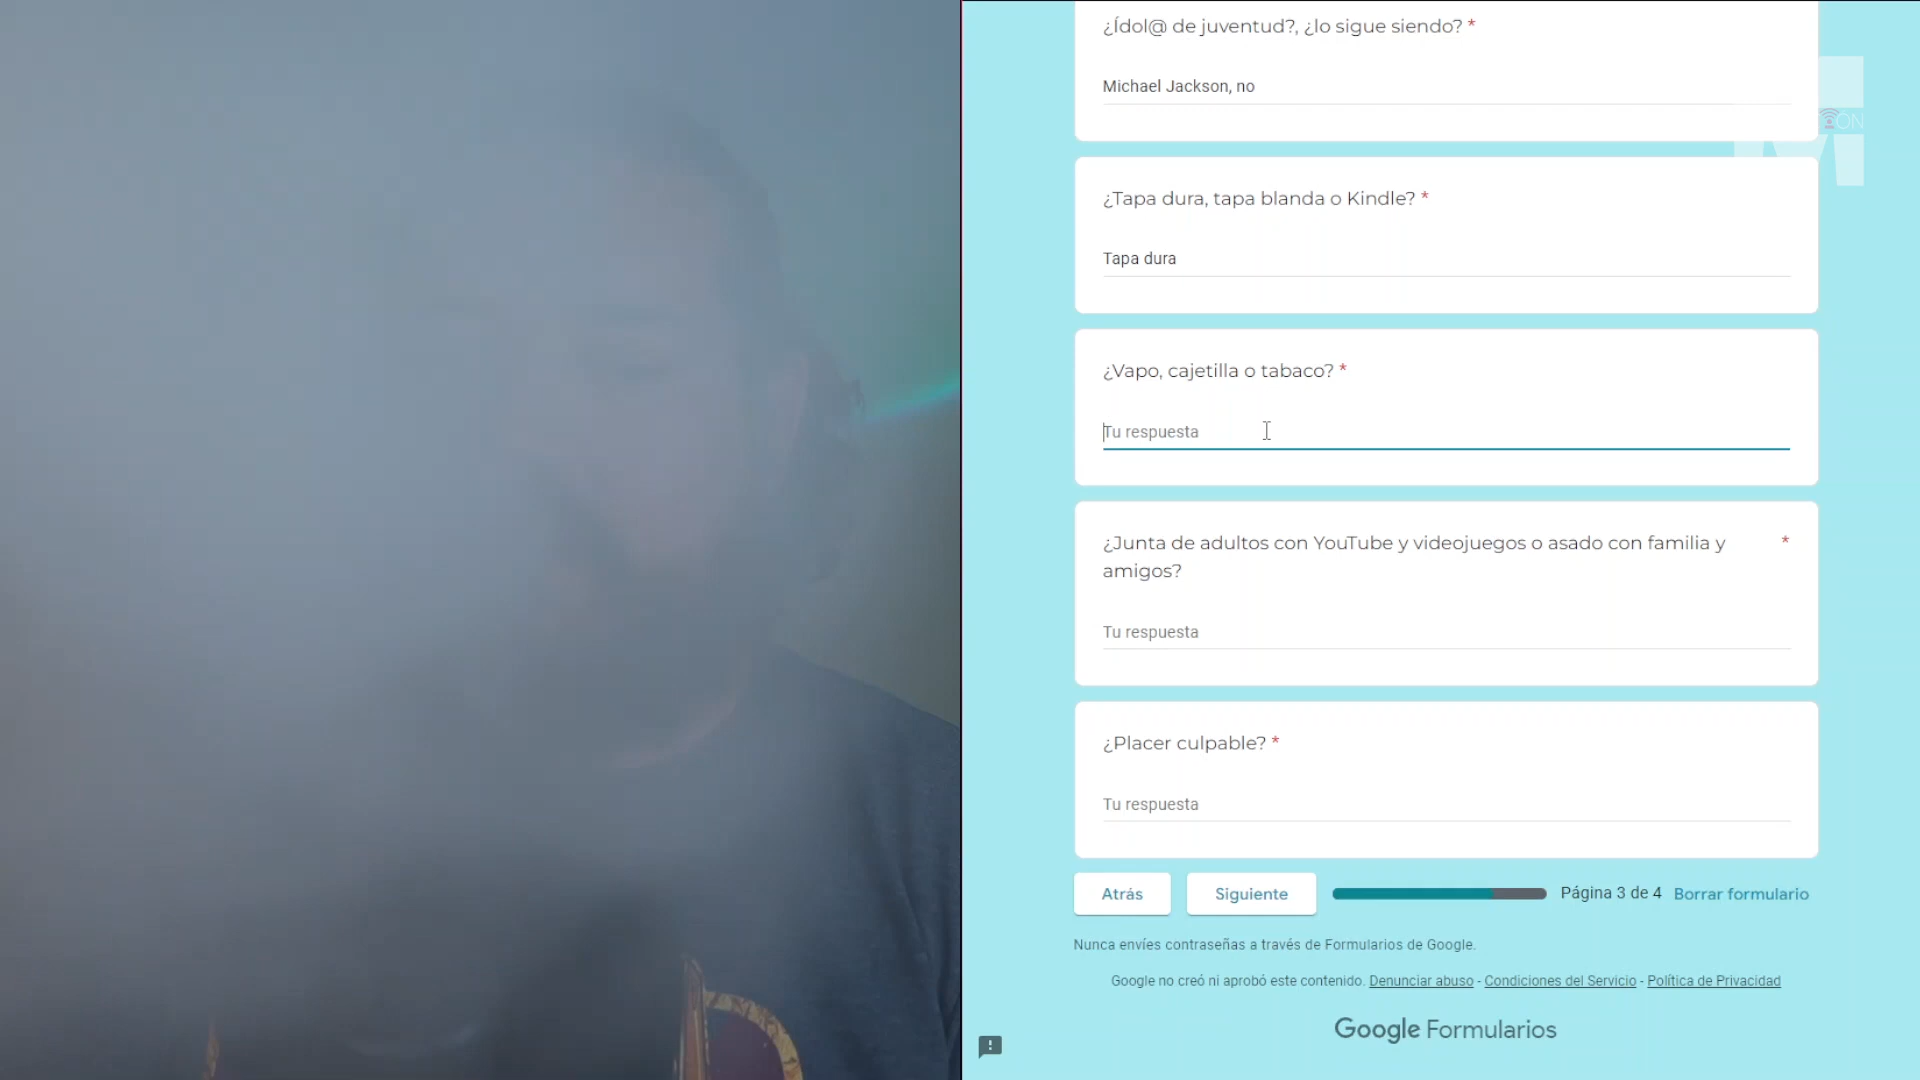 ¿Ídol@ de juventud?, ¿lo sigue siendo? *
Michael Jackson, no
ON
¿Tapa dura, tapa blanda o Kindle? *
Tapa dura
¿Vapo, cajetilla o tabaco? *
Tu respuesta
¿Junta de adultos con YouTube y videojuegos o asado con familia y *
amigos?
Tu respuesta
¿Placer culpable? *
Tu respuesta
Atrás
Siguiente
Página 3 de 4
Borrar formulario
Nunca envíes contraseñas a través de Formularios de Google.
Google no creó ni aprobó este contenido. Denunciar abuso - Condiciones del Servicio - Política de Privacidad
Google Formularios